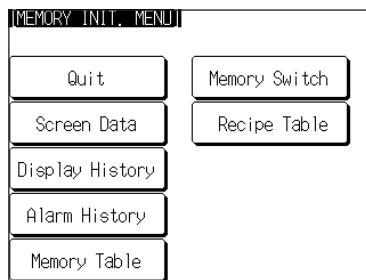 [MEMORY INIT. MENU]
Quit
Screen Data
Display History
Alarm History
Memory Table
Memory Switch
Recipe Table